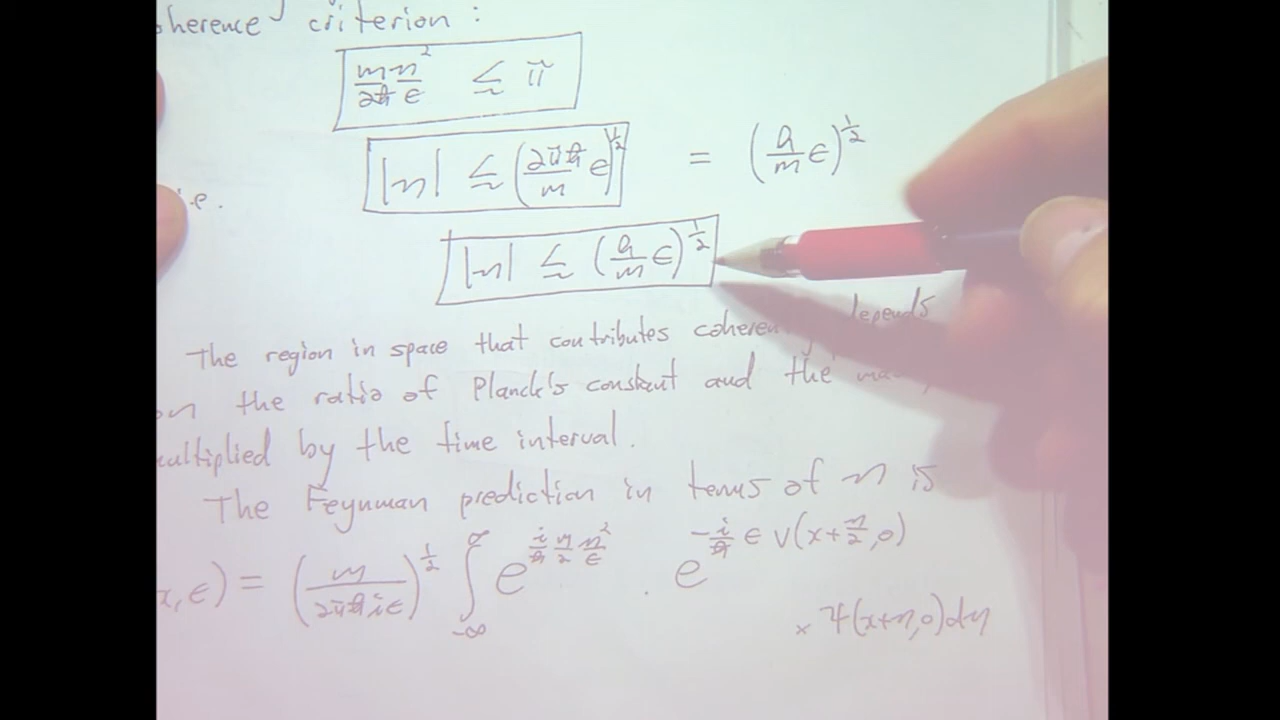 coherence criterion :
m/2ħ η²/ε ≲ π
i.e. |η| ≲ (2πħ/m ε)^½ = (h/m ε)^½
|η| ≲ (h/m ε)^½
The region in space that contributes depends
on the ratio of Planck's constant and the
multiplied by the time interval.
The Feynman prediction in terms of η is
x, ε) = (m/2πħiε)^½ ∫_{-∞}^{∞} e^{i/ħ m/2 η²/ε} · e^{-i/ħ ε V(x+η/2, 0)}
× Ψ(x+η,0)dη